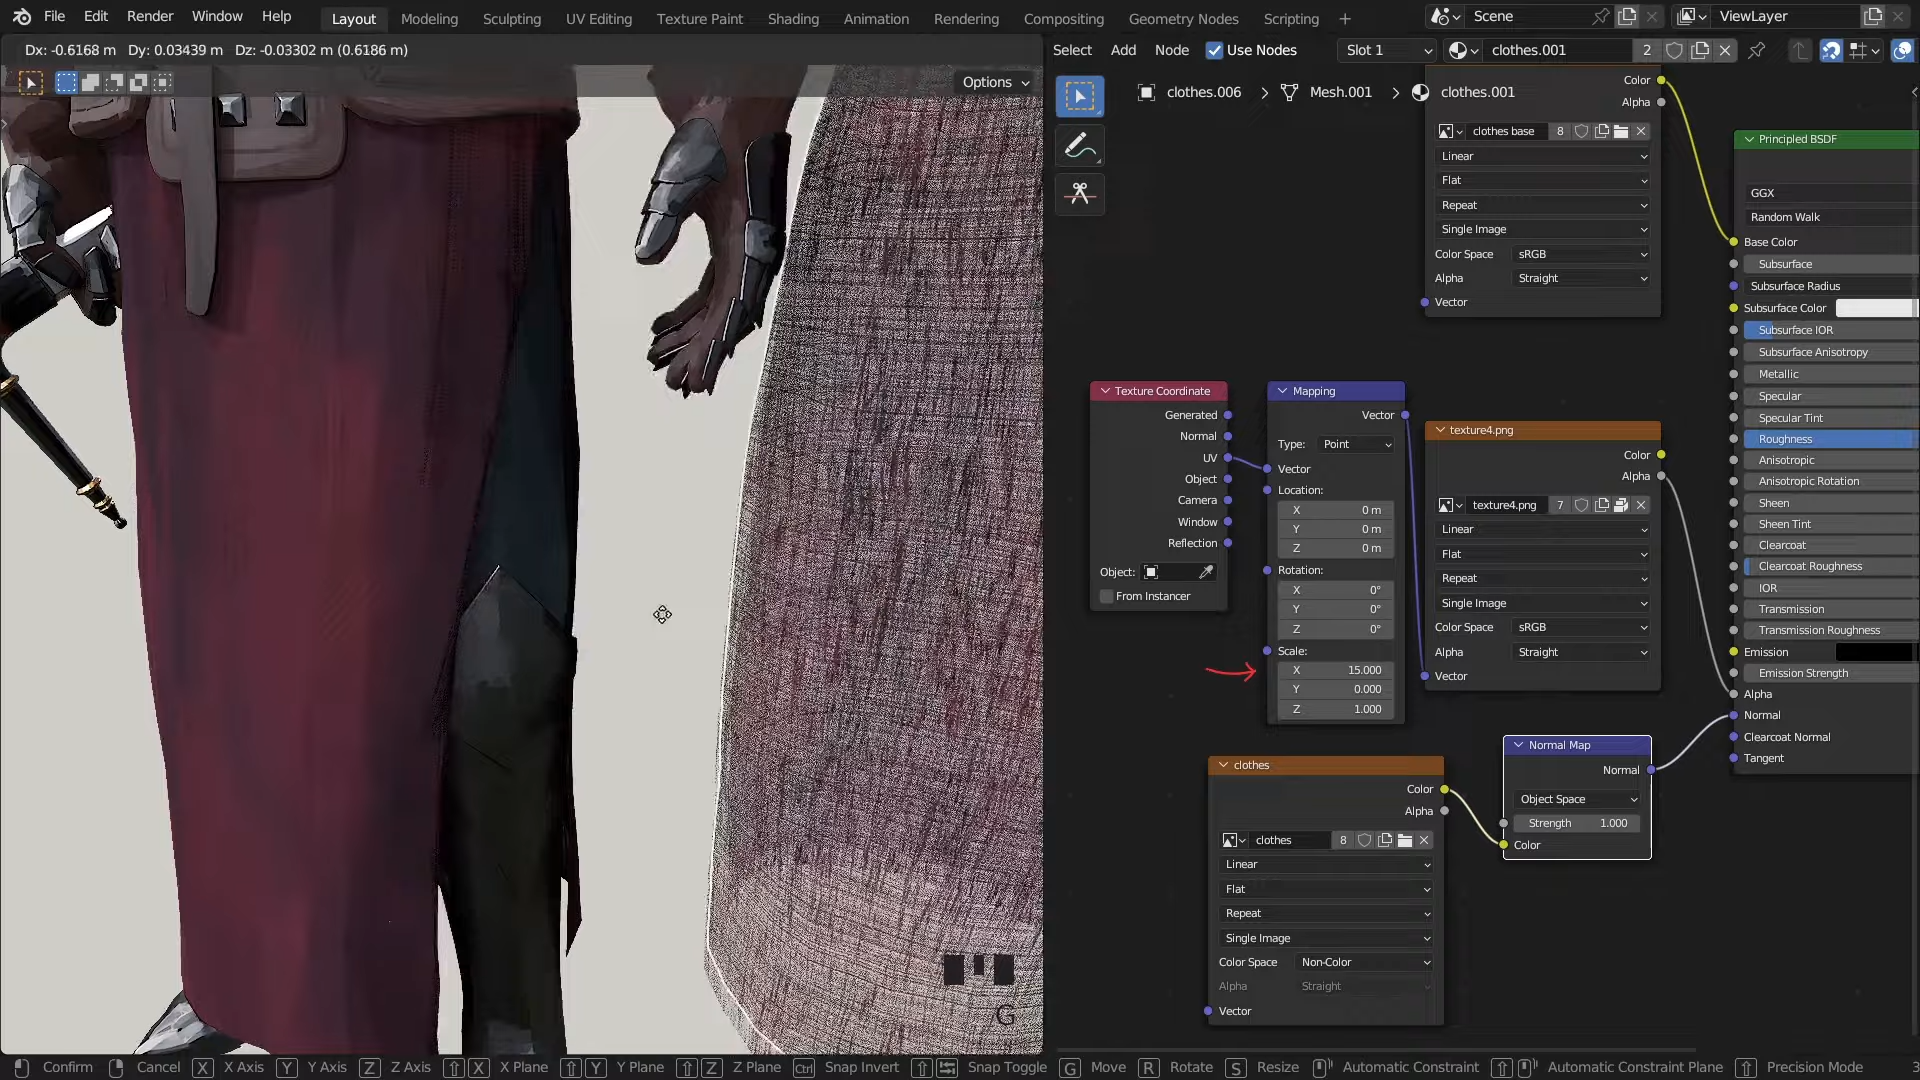 File Edit Render Window Help
Layout Modeling Sculpting UV Editing Texture Paint Shading Animation Rendering Compositing Geometry Nodes Scripting +
Scene
ViewLayer
Dx: -0.6168 m Dy: 0.03439 m Dz: -0.03302 m (0.6186 m)
Select Add Node Use Nodes Slot 1 clothes.001 2
Options
clothes.006 > Mesh.001 > clothes.001
Color
Alpha
clothes base 8
Linear
Flat
Repeat
Single Image
Color Space sRGB
Alpha Straight
Vector
Principled BSDF
GGX
Random Walk
Base Color
Subsurface
Subsurface Radius
Subsurface Color
Subsurface IOR
Subsurface Anisotropy
Metallic
Specular
Specular Tint
Roughness
Anisotropic
Anisotropic Rotation
Sheen
Sheen Tint
Clearcoat
Clearcoat Roughness
IOR
Transmission
Transmission Roughness
Emission
Emission Strength
Alpha
Normal
Clearcoat Normal
Tangent
Texture Coordinate
Generated
Normal
UV
Object
Camera
Window
Reflection
Object:
From Instancer
Mapping
Vector
Type: Point
Vector
Location:
X 0 m
Y 0 m
Z 0 m
Rotation:
X 0°
Y 0°
Z 0°
Scale:
X 15.000
Y 0.000
Z 1.000
texture4.png
Color
Alpha
texture4.png 7
Linear
Flat
Repeat
Single Image
Color Space sRGB
Alpha Straight
Vector
clothes
Color
Alpha
clothes 8
Linear
Flat
Repeat
Single Image
Color Space Non-Color
Alpha Straight
Vector
Normal Map
Normal
Object Space
Strength 1.000
Color
G
Confirm Cancel X X Axis Y Y Axis Z Z Axis X X Plane Y Y Plane Z Z Plane Ctrl Snap Invert Snap Toggle G Move R Rotate S Resize Automatic Constraint Automatic Constraint Plane Precision Mode